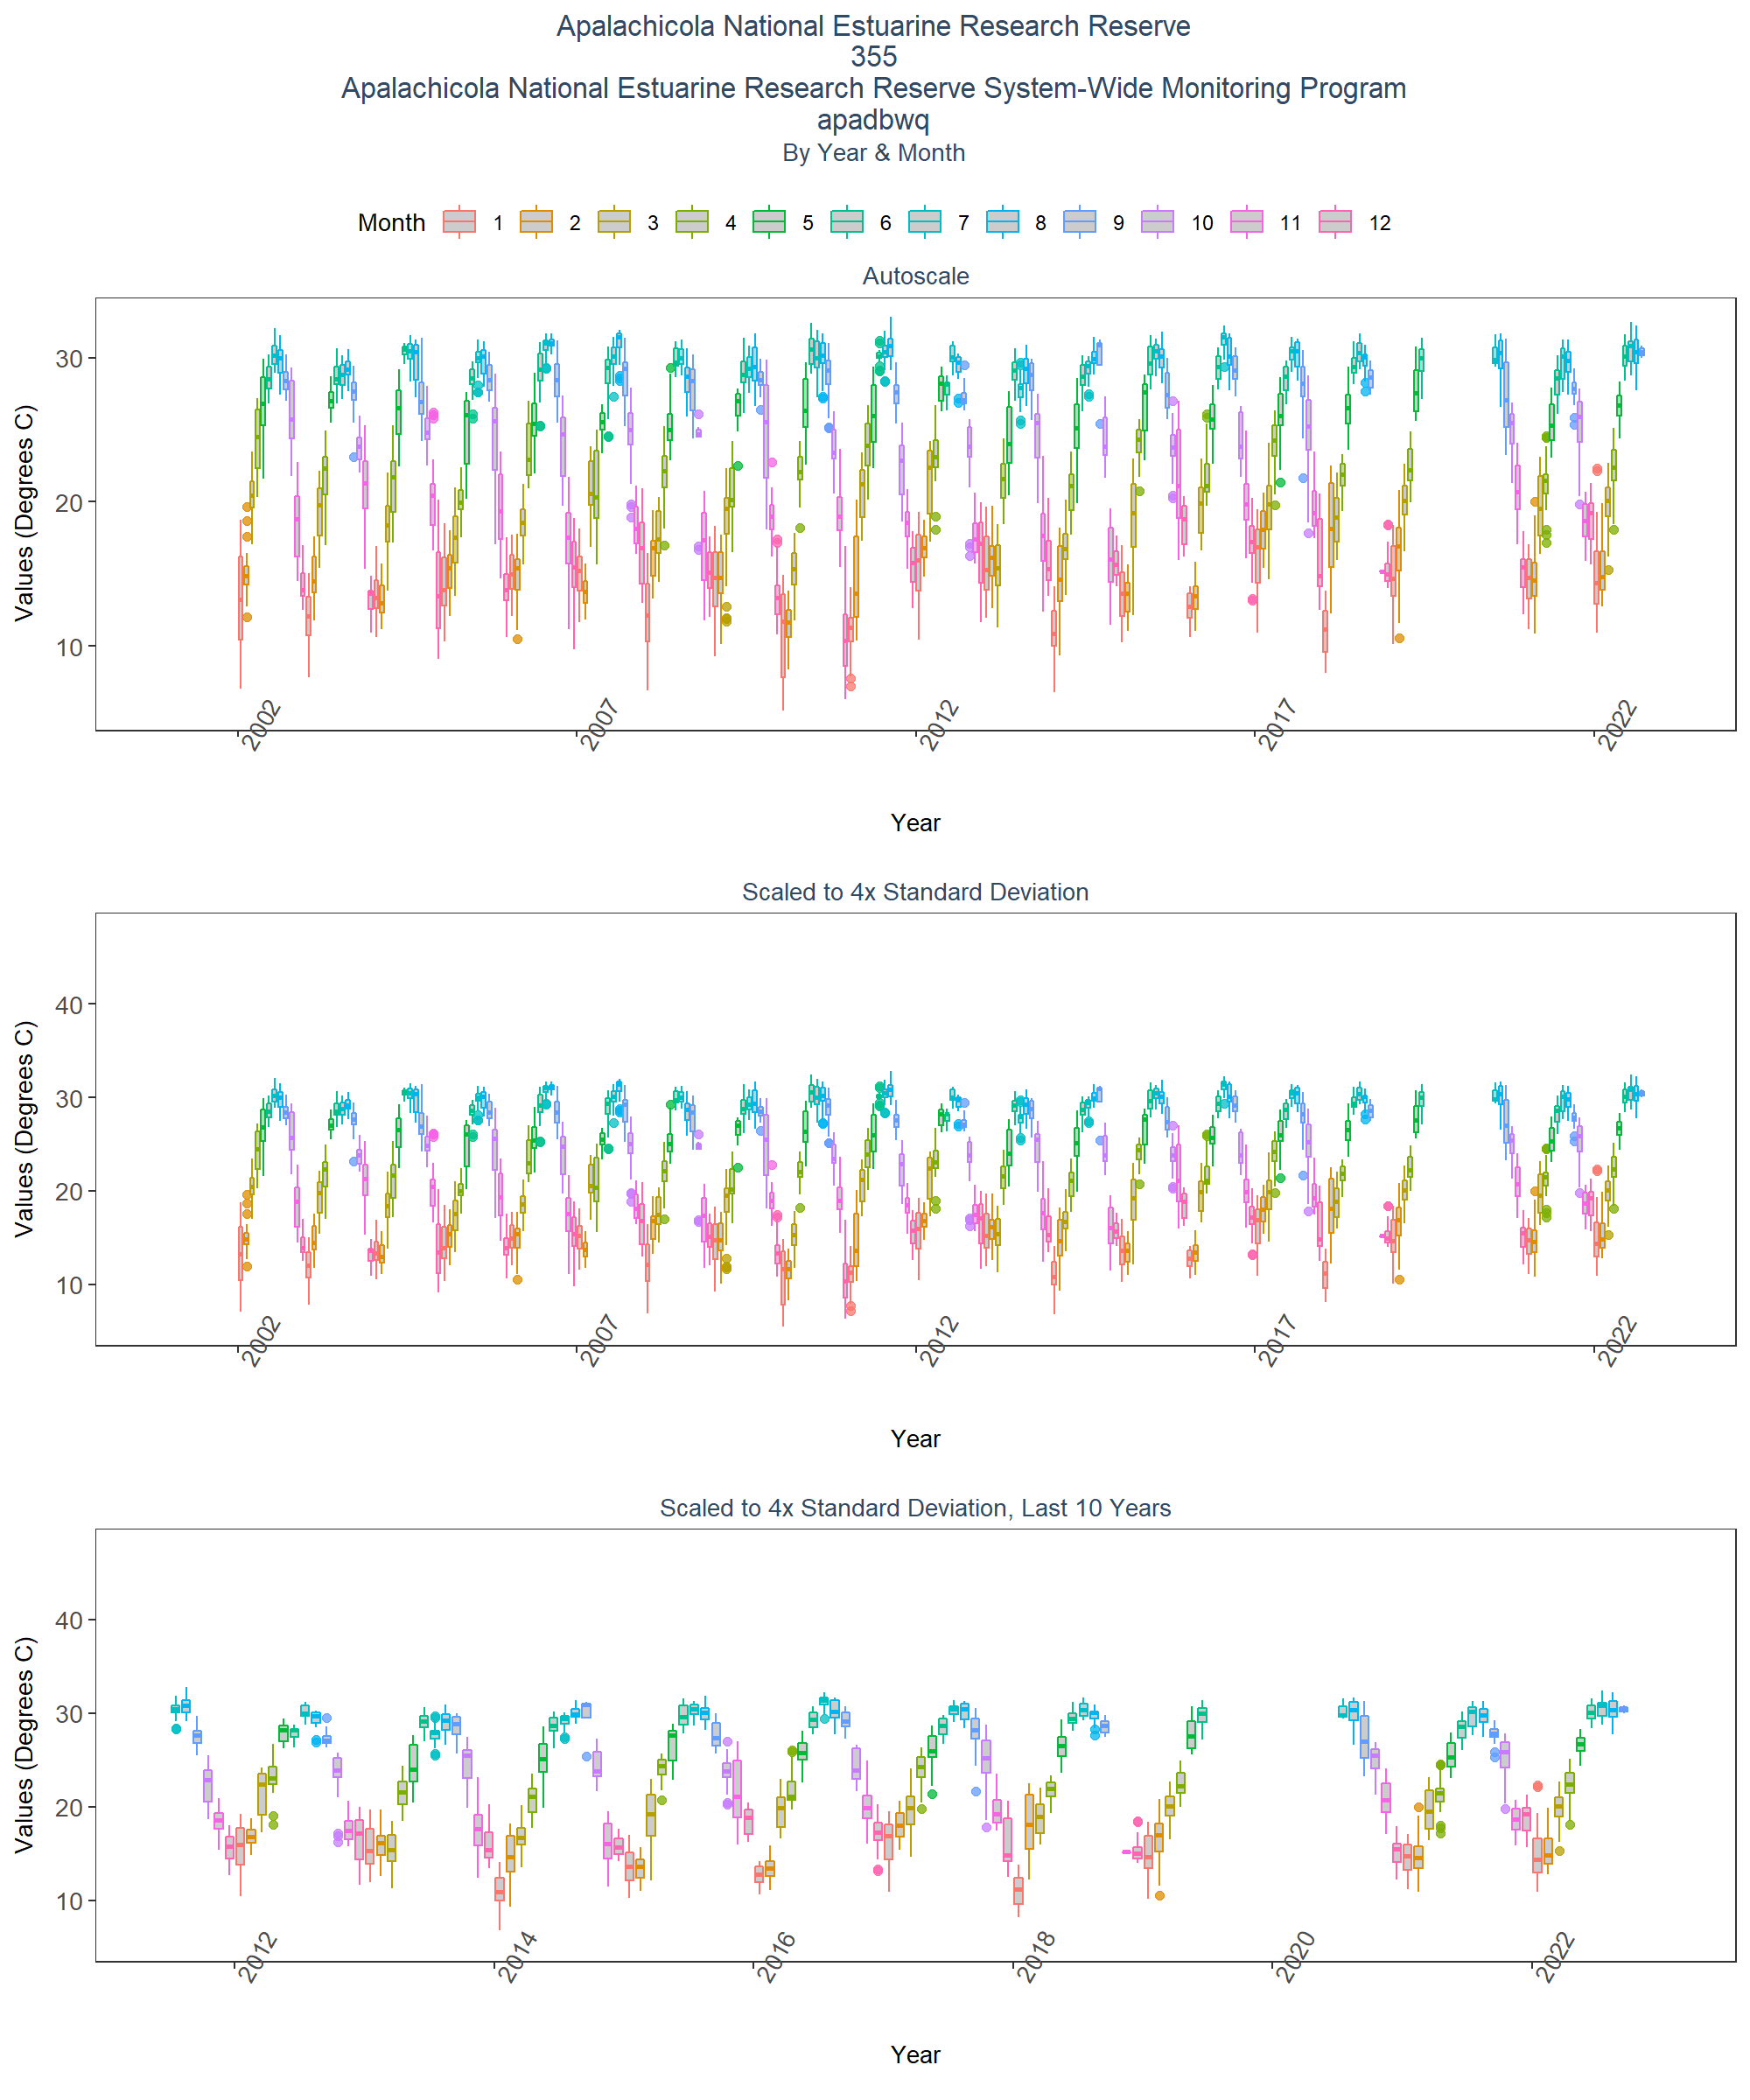 Apalachicola National Estuarine Research Reserve
355
Apalachicola National Estuarine Research Reserve System-Wide Monitoring Program
apadbwq
By Year & Month
Month 1 2 3 4 5 6 7 8 9 10 11 12
Autoscale
Values (Degrees C)
30
20
10
2002 2007 2012 2017 2022
Year
Scaled to 4x Standard Deviation
Values (Degrees C)
40
30
20
10
2002 2007 2012 2017 2022
Year
Scaled to 4x Standard Deviation, Last 10 Years
Values (Degrees C)
40
30
20
10
2012 2014 2016 2018 2020 2022
Year